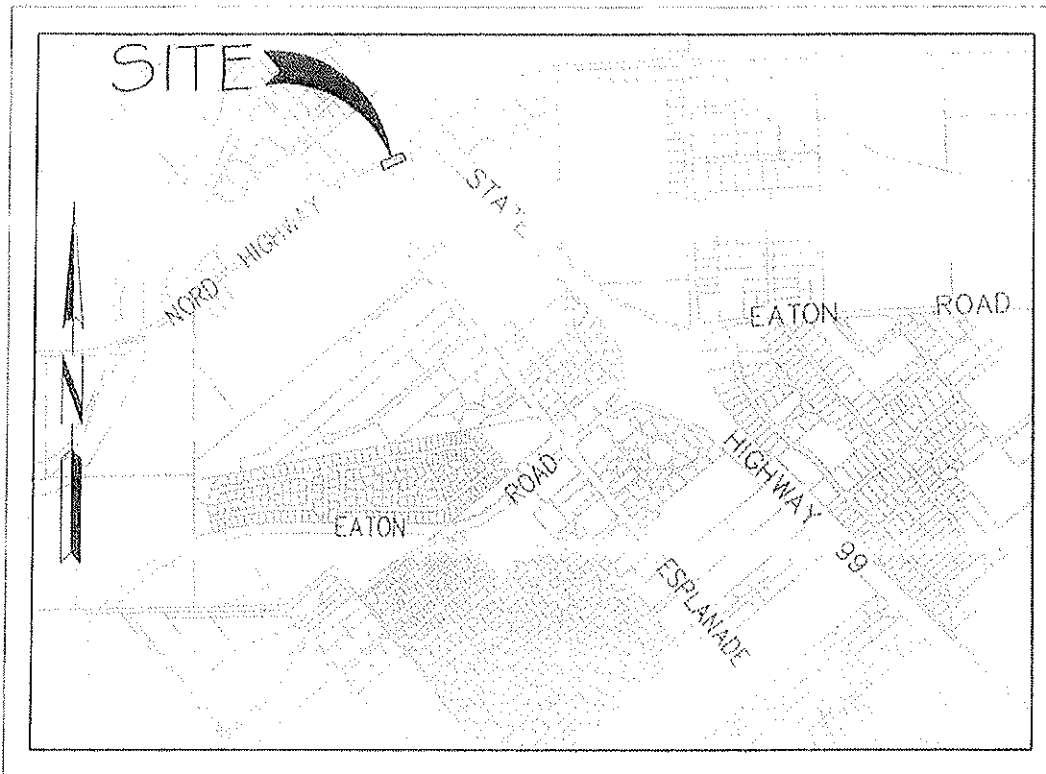 SITE
STATE
NORD HIGHWAY
EATON ROAD
N
HIGHWAY 99
EATON ROAD
ESPLANADE